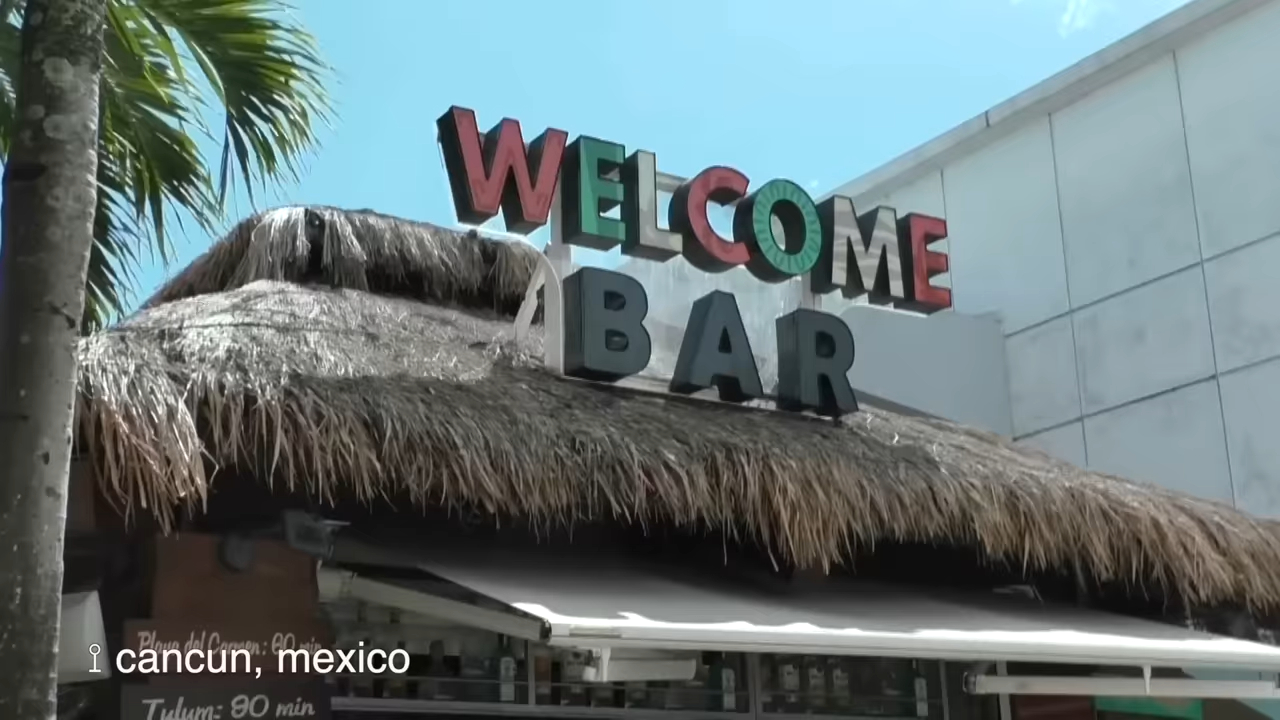 WELCOME
BAR
Playa del Carmen: 60 min
cancun, mexico
Tulum: 90 min